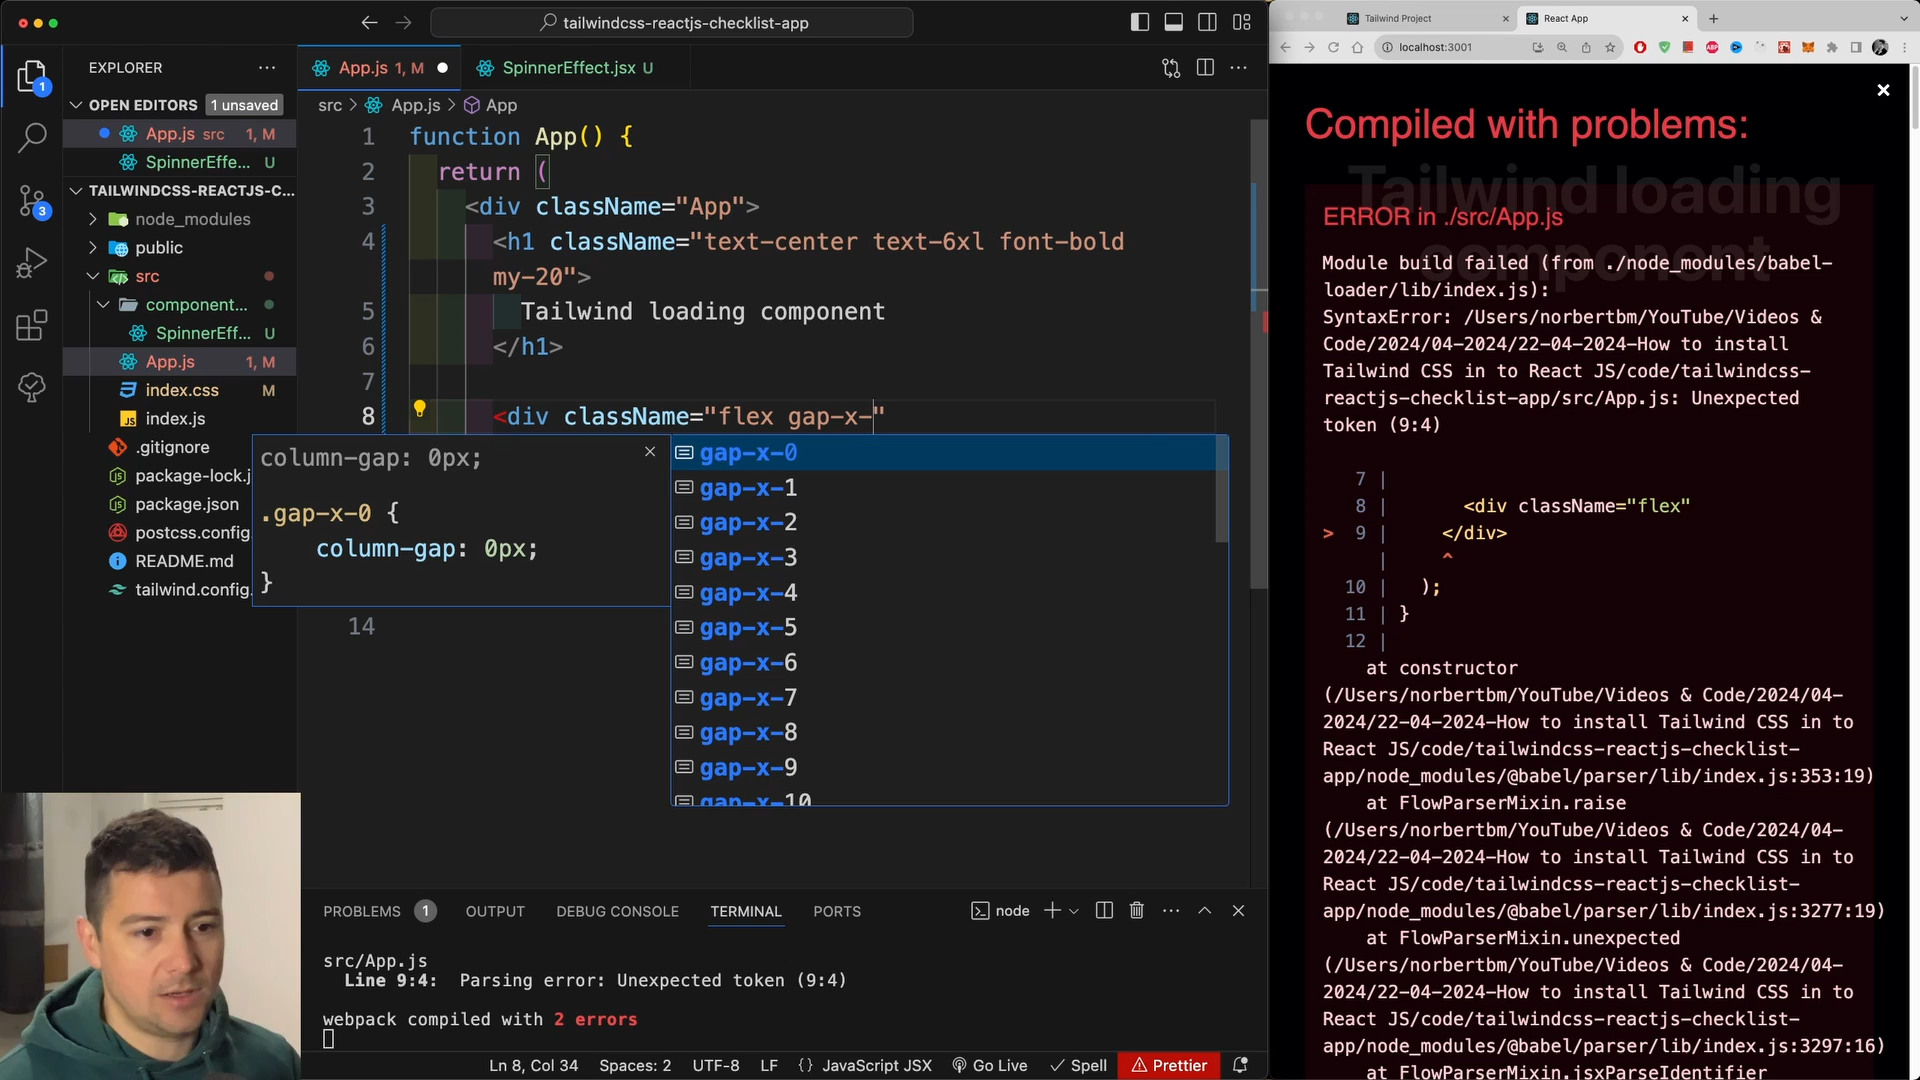 tailwindcss-reactjs-checklist-app
Tailwind Project
React App
localhost:3001
EXPLORER
App.js 1, M
SpinnerEffect.jsx U
OPEN EDITORS 1 unsaved
App.js src 1, M
SpinnerEffe... U
TAILWINDCSS-REACTJS-C...
node_modules
public
src
component...
SpinnerEff... U
App.js 1, M
index.css M
index.js
.gitignore
package-lock.j
package.json
postcss.config.
README.md
tailwind.config.
1
3
src > App.js > App
1 function App() {
2 return (
3 <div className="App">
4 <h1 className="text-center text-6xl font-bold
my-20">
5 Tailwind loading component
6 </h1>
7
8 <div className="flex gap-x-"
14
column-gap: 0px;
.gap-x-0 {
column-gap: 0px;
}
gap-x-0
gap-x-1
gap-x-2
gap-x-3
gap-x-4
gap-x-5
gap-x-6
gap-x-7
gap-x-8
gap-x-9
gap-x-10
PROBLEMS 1 OUTPUT DEBUG CONSOLE TERMINAL PORTS
node
src/App.js
Line 9:4: Parsing error: Unexpected token (9:4)
webpack compiled with 2 errors
Ln 8, Col 34 Spaces: 2 UTF-8 LF {} JavaScript JSX Go Live Spell Prettier
Compiled with problems:
Tailwind loading
component
ERROR in ./src/App.js
Module build failed (from ./node_modules/babel-
loader/lib/index.js):
SyntaxError: /Users/norbertbm/YouTube/Videos &
Code/2024/04-2024/22-04-2024-How to install
Tailwind CSS in to React JS/code/tailwindcss-
reactjs-checklist-app/src/App.js: Unexpected
token (9:4)
7 |
8 | <div className="flex"
> 9 | </div>
| ^
10 | );
11 | }
12 |
at constructor
(/Users/norbertbm/YouTube/Videos & Code/2024/04-
2024/22-04-2024-How to install Tailwind CSS in to
React JS/code/tailwindcss-reactjs-checklist-
app/node_modules/@babel/parser/lib/index.js:353:19)
at FlowParserMixin.raise
(/Users/norbertbm/YouTube/Videos & Code/2024/04-
2024/22-04-2024-How to install Tailwind CSS in to
React JS/code/tailwindcss-reactjs-checklist-
app/node_modules/@babel/parser/lib/index.js:3277:19)
at FlowParserMixin.unexpected
(/Users/norbertbm/YouTube/Videos & Code/2024/04-
2024/22-04-2024-How to install Tailwind CSS in to
React JS/code/tailwindcss-reactjs-checklist-
app/node_modules/@babel/parser/lib/index.js:3297:16)
at FlowParserMixin.jsxParseIdentifier